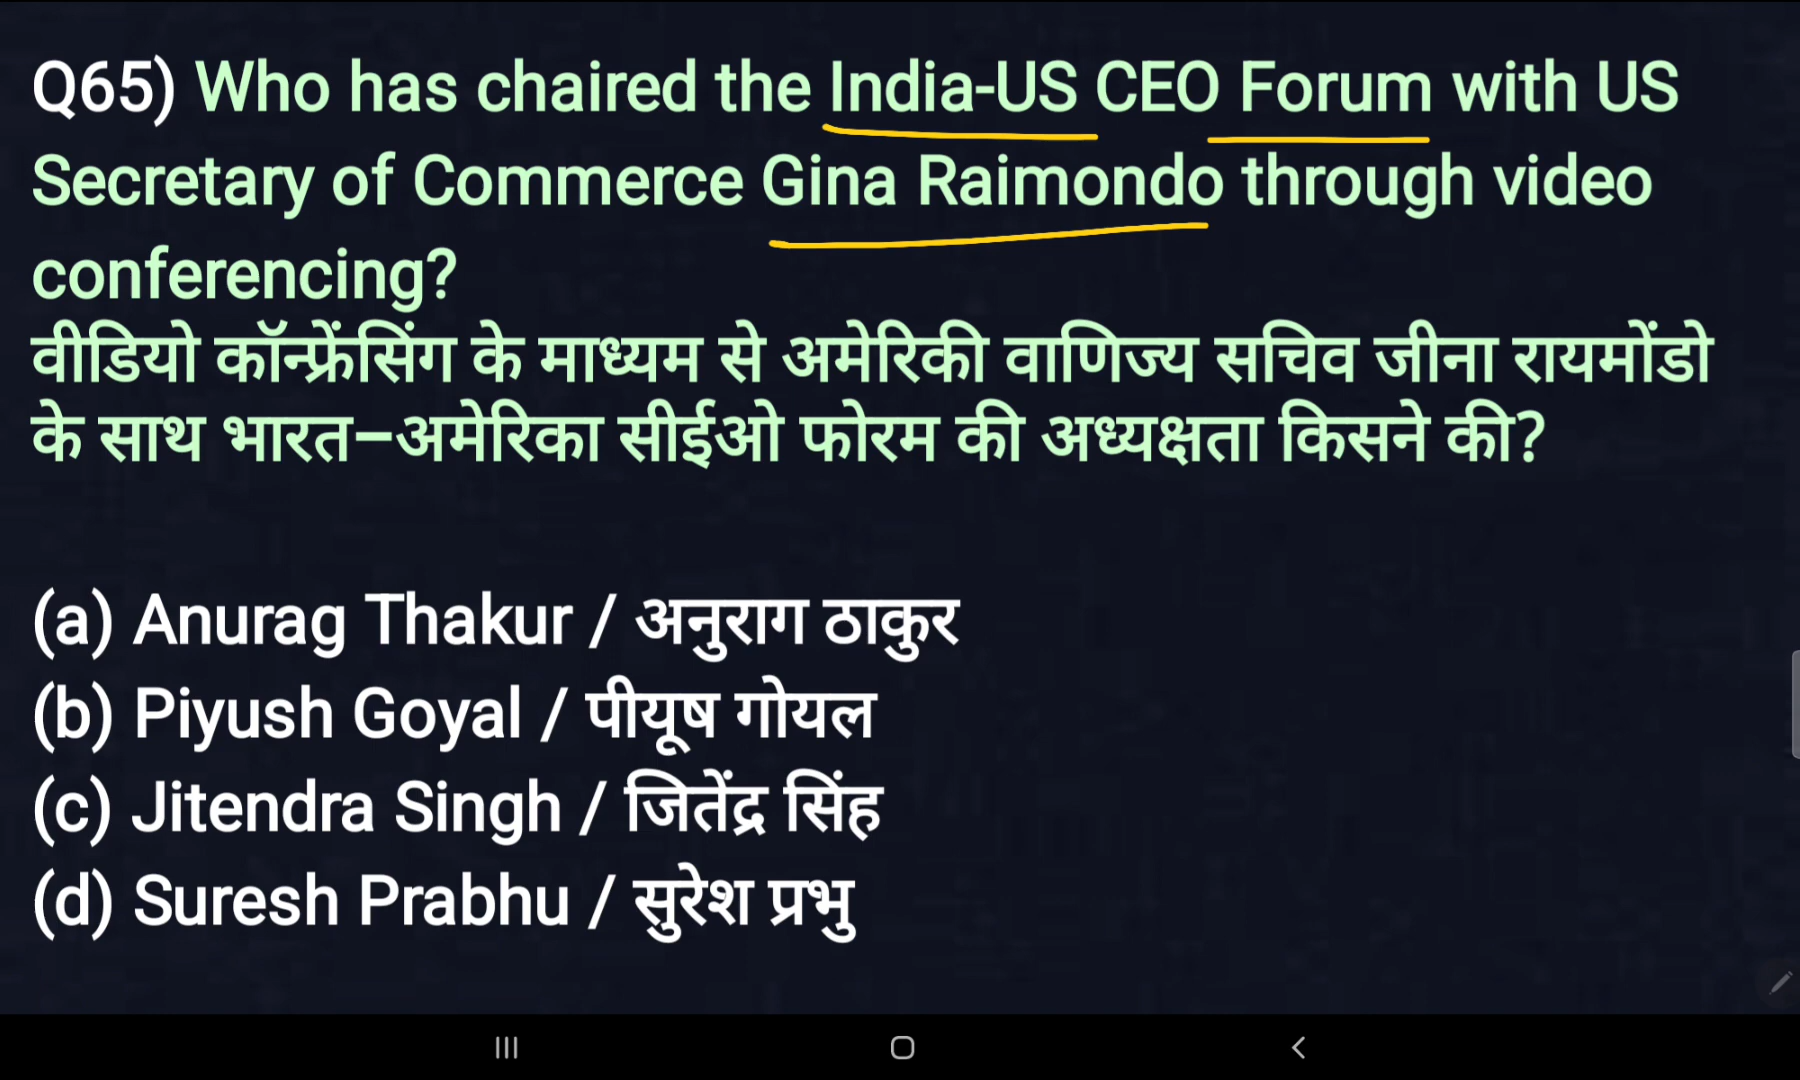 Q65) Who has chaired the India-US CEO Forum with US
Secretary of Commerce Gina Raimondo through video
conferencing?
वीडियो कॉन्फ्रेंसिंग के माध्यम से अमेरिकी वाणिज्य सचिव जीना रायमोंडो
के साथ भारत–अमेरिका सीईओ फोरम की अध्यक्षता किसने की?
(a) Anurag Thakur / अनुराग ठाकुर
(b) Piyush Goyal / पीयूष गोयल
(c) Jitendra Singh / जितेंद्र सिंह
(d) Suresh Prabhu / सुरेश प्रभु